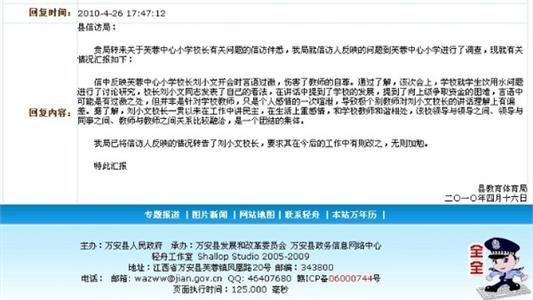 回复时间：
2010-4-26 17:47:12
县信访局：
贵局转来关于芙蓉中心小学校长有关问题的信访件悉，我局就信访人反映的问题到芙蓉中心小学进行了调查，现就有关
情况汇报如下：
信中反映芙蓉中心小学校长刘小文开会时言语过激，伤害了教师的自尊。通过了解，该次会上，学校就学生饮用水问题
进行了讨论研究，校长刘小文同志发表了自己的看法，在讲话中提到了学校的发展，提到了向上级争取资金的困难，言语中
可能是有过激之处，但并非是针对学校教师，只是个人感情的一次喧泄，导致极个别教师对刘小文校长的讲话理解上有偏
差。据了解，刘小文校长一贯以来在工作中讲民主，在生活上重感情，和学校教师和谐相处，该校领导与领导之间、领导与
同事之间、教师与教师之间关系比较融洽，是一个团结的集体。
回复内容：
我局已将信访人反映的情况转告了刘小文校长，要求其在今后的工作中有则改之，无则加勉。
特此汇报
县教育体育局
二〇一〇年四月十六日
专题报道 | 图片新闻 | 网站地图 | 联系轻舟 | 本站万年历 |
主办：万安县人民政府 承办：万安县发展和改革委员会 万安县政务信息网络中心
轻舟工作室 Shallop Studio 2005-2009
地址：江西省万安县芙蓉镇凤凰路20号 邮编：343800
电话： 邮箱：wazww@jian.gov.cn QQ：46407680 赣ICP备06000744号
页面执行时间：125.000 毫秒
全全